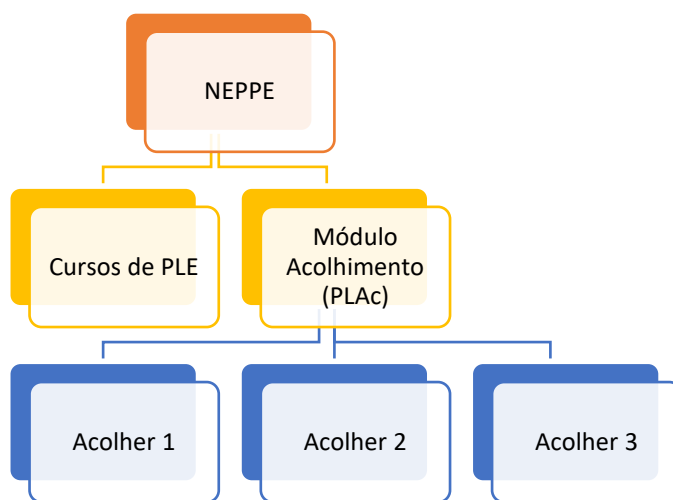 NEPPE
Cursos de PLE
Módulo
Acolhimento
(PLAc)
Acolher 1
Acolher 2
Acolher 3